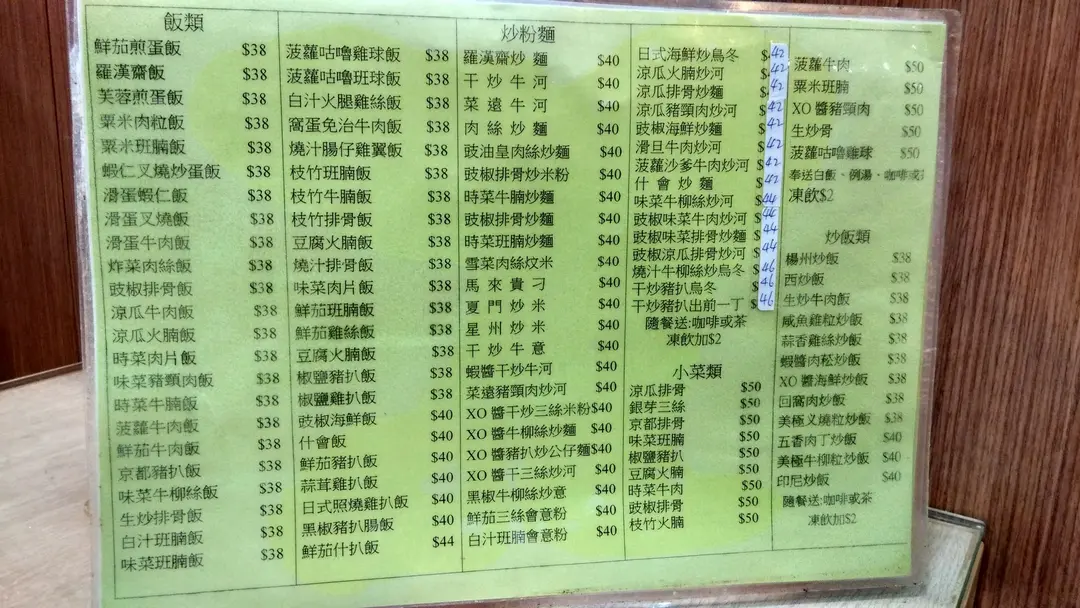 飯類
鮮茄煎蛋飯 $38
羅漢齋飯 $38
芙蓉煎蛋飯 $38
粟米肉粒飯 $38
粟米班腩飯 $38
蝦仁叉燒炒蛋飯 $38
滑蛋蝦仁飯 $38
滑蛋叉燒飯 $38
滑蛋牛肉飯 $38
炸菜肉絲飯 $38
豉椒排骨飯 $38
涼瓜牛肉飯 $38
涼瓜火腩飯 $38
時菜肉片飯 $38
味菜豬頸肉飯 $38
時菜牛腩飯 $38
菠蘿牛肉飯 $38
鮮茄牛肉飯 $38
京都豬扒飯 $38
味菜牛柳絲飯 $38
生炒排骨飯 $38
白汁班腩飯 $38
味菜班腩飯 $38
菠蘿咕嚕雞球飯 $38
菠蘿咕嚕班球飯 $38
白汁火腿雞絲飯 $38
窩蛋免治牛肉飯 $38
燒汁腸仔雞翼飯 $38
枝竹班腩飯 $38
枝竹牛腩飯 $38
枝竹排骨飯 $38
豆腐火腩飯 $38
燒汁排骨飯 $38
味菜肉片飯 $38
鮮茄班腩飯 $38
鮮茄雞絲飯 $38
豆腐火腩飯 $38
椒鹽豬扒飯 $38
椒鹽雞扒飯 $38
豉椒海鮮飯 $40
什會飯 $40
鮮茄豬扒飯 $40
蒜茸雞扒飯 $40
日式照燒雞扒飯 $40
黑椒豬扒腸飯 $40
鮮茄什扒飯 $44
炒粉麵
羅漢齋炒麵 $40
干炒牛河 $40
菜遠牛河 $40
肉絲炒麵 $40
豉油皇肉絲炒麵 $40
豉椒排骨炒米粉 $40
時菜牛腩炒麵 $40
豉椒排骨炒麵 $40
時菜班腩炒麵 $40
雪菜肉絲炆米 $40
馬來貴刁 $40
夏門炒米 $40
星州炒米 $40
干炒牛意 $40
蝦醬干炒牛河 $40
菜遠豬頸肉炒河 $40
XO 醬干炒三絲米粉 $40
XO 醬牛柳絲炒麵 $40
XO 醬豬扒炒公仔麵 $40
XO 醬干三絲炒河 $40
黑椒牛柳絲炒意 $40
鮮茄三絲會意粉 $40
白汁班腩會意粉 $40
日式海鮮炒烏冬 $42
涼瓜火腩炒河 $42
涼瓜排骨炒麵 $42
涼瓜豬頸肉炒河 $42
豉椒海鮮炒麵 $42
滑旦牛肉炒河 $42
菠蘿沙爹牛肉炒河 $42
什會炒麵 $42
味菜牛柳絲炒河 $44
豉椒味菜牛肉炒河 $44
豉椒味菜排骨炒麵 $44
豉椒涼瓜排骨炒河 $44
燒汁牛柳絲炒烏冬 $46
干炒豬扒烏冬 $46
干炒豬扒出前一丁 $46
隨餐送:咖啡或茶
凍飲加$2
小菜類
涼瓜排骨 $50
銀芽三絲 $50
京都排骨 $50
味菜班腩 $50
椒鹽豬扒 $50
豆腐火腩 $50
時菜牛肉 $50
豉椒排骨 $50
枝竹火腩 $50
菠蘿牛肉 $50
粟米班腩 $50
XO 醬豬頸肉 $50
生炒骨 $50
菠蘿咕嚕雞球 $50
奉送白飯、例湯、咖啡或
凍飲$2
炒飯類
楊州炒飯 $38
西炒飯 $38
生炒牛肉飯 $38
咸魚雞粒炒飯 $38
蒜香雞絲炒飯 $38
蝦醬肉菘炒飯 $38
XO 醬海鮮炒飯 $38
回窩肉炒飯 $38
美極叉燒粒炒飯 $38
五香肉丁炒飯 $40
美極牛柳粒炒飯 $40
印尼炒飯 $40
隨餐送:咖啡或茶
凍飲加$2